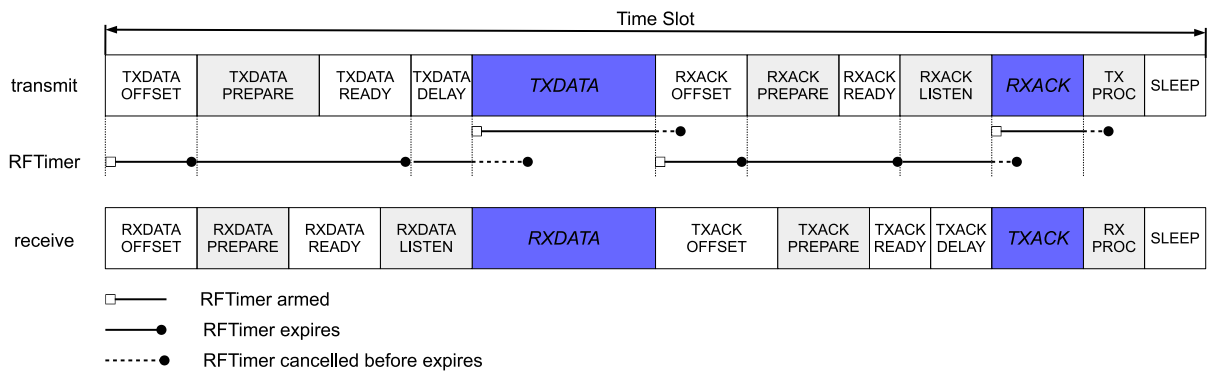 Time Slot
transmit
TXDATA
OFFSET
TXDATA
PREPARE
TXDATA
READY
TXDATA
DELAY
TXDATA
RXACK
OFFSET
RXACK
PREPARE
RXACK
READY
RXACK
LISTEN
RXACK
TX
PROC
SLEEP
RFTimer
receive
RXDATA
OFFSET
RXDATA
PREPARE
RXDATA
READY
RXDATA
LISTEN
RXDATA
TXACK
OFFSET
TXACK
PREPARE
TXACK
READY
TXACK
DELAY
TXACK
RX
PROC
SLEEP
RFTimer armed
RFTimer expires
RFTimer cancelled before expires